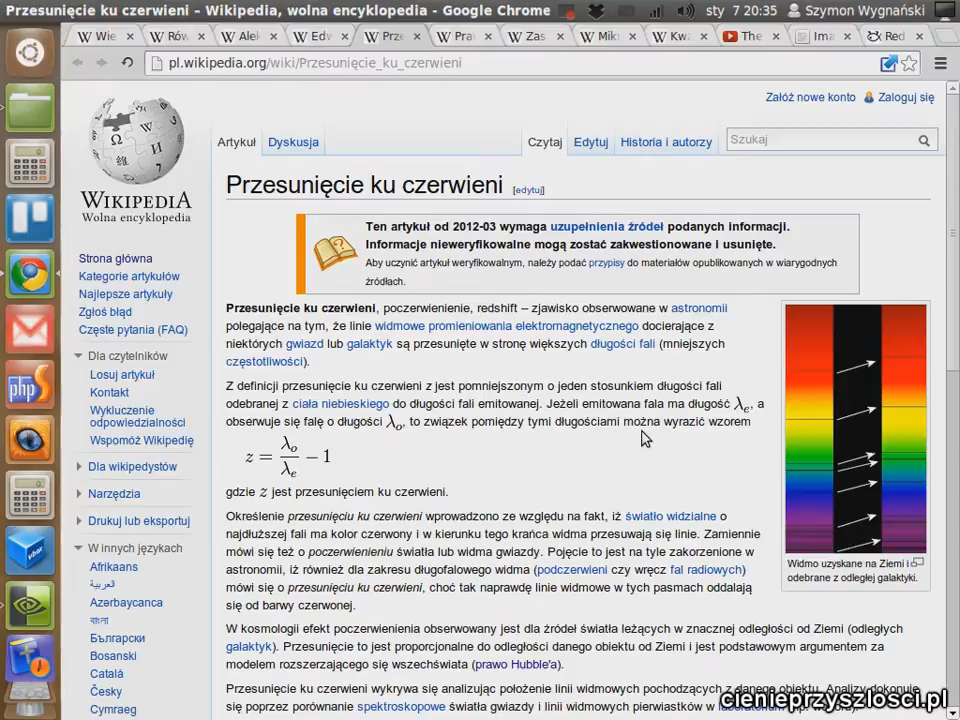 Przesunięcie ku czerwieni – Wikipedia, wolna encyklopedia - Google Chrome
sty 7 20:35
Szymon Wygnański
Wie
Rów
Alek
Edw
Prze
Pra
Zas
Mik
Kwa
The
Ima
Red
pl.wikipedia.org/wiki/Przesunięcie_ku_czerwieni
Załóż nowe konto
Zaloguj się
WIKIPEDIA
Wolna encyklopedia
Artykuł
Dyskusja
Czytaj
Edytuj
Historia i autorzy
Szukaj
Strona główna
Kategorie artykułów
Najlepsze artykuły
Zgłoś błąd
Częste pytania (FAQ)
Dla czytelników
Losuj artykuł
Kontakt
Wykluczenie
odpowiedzialności
Wspomóż Wikipedię
Dla wikipedystów
Narzędzia
Drukuj lub eksportuj
W innych językach
Afrikaans
العربية
Azərbaycanca
বাংলা
Български
Bosanski
Català
Česky
Cymraeg
Przesunięcie ku czerwieni [edytuj]
Ten artykuł od 2012-03 wymaga uzupełnienia źródeł podanych informacji.
Informacje nieweryfikowalne mogą zostać zakwestionowane i usunięte.
Aby uczynić artykuł weryfikowalnym, należy podać przypisy do materiałów opublikowanych w wiarygodnych
źródłach.
Przesunięcie ku czerwieni, poczerwienienie, redshift – zjawisko obserwowane w astronomii
polegające na tym, że linie widmowe promieniowania elektromagnetycznego docierające z
niektórych gwiazd lub galaktyk są przesunięte w stronę większych długości fali (mniejszych
częstotliwości).
Z definicji przesunięcie ku czerwieni z jest pomniejszonym o jeden stosunkiem długości fali
odebranej z ciała niebieskiego do długości fali emitowanej. Jeżeli emitowana fala ma długość λe, a
obserwuje się falę o długości λo, to związek pomiędzy tymi długościami można wyrazić wzorem
z = λo/λe − 1
gdzie z jest przesunięciem ku czerwieni.
Określenie przesunięciu ku czerwieni wprowadzono ze względu na fakt, iż światło widzialne o
najdłuższej fali ma kolor czerwony i w kierunku tego krańca widma przesuwają się linie. Zamiennie
mówi się też o poczerwienieniu światła lub widma gwiazdy. Pojęcie to jest na tyle zakorzenione w
astronomii, iż również dla zakresu długofalowego widma (podczerwieni czy wręcz fal radiowych)
mówi się o przesunięciu ku czerwieni, choć tak naprawdę linie widmowe w tych pasmach oddalają
się od barwy czerwonej.
W kosmologii efekt poczerwienienia obserwowany jest dla źródeł światła leżących w znacznej odległości od Ziemi (odległych
galaktyk). Przesunięcie to jest proporcjonalne do odległości danego obiektu od Ziemi i jest podstawowym argumentem za
modelem rozszerzającego się wszechświata (prawo Hubble'a).
Przesunięcie ku czerwieni wykrywa się analizując położenie linii widmowych pochodzących z danego obiektu. Analizy dokonuje
się poprzez porównanie spektroskopowe światła gwiazdy i linii widmowych pierwiastków w laboratorium
Widmo uzyskane na Ziemi i
odebrane z odległej galaktyki.
cienieprzyszlosci.pl